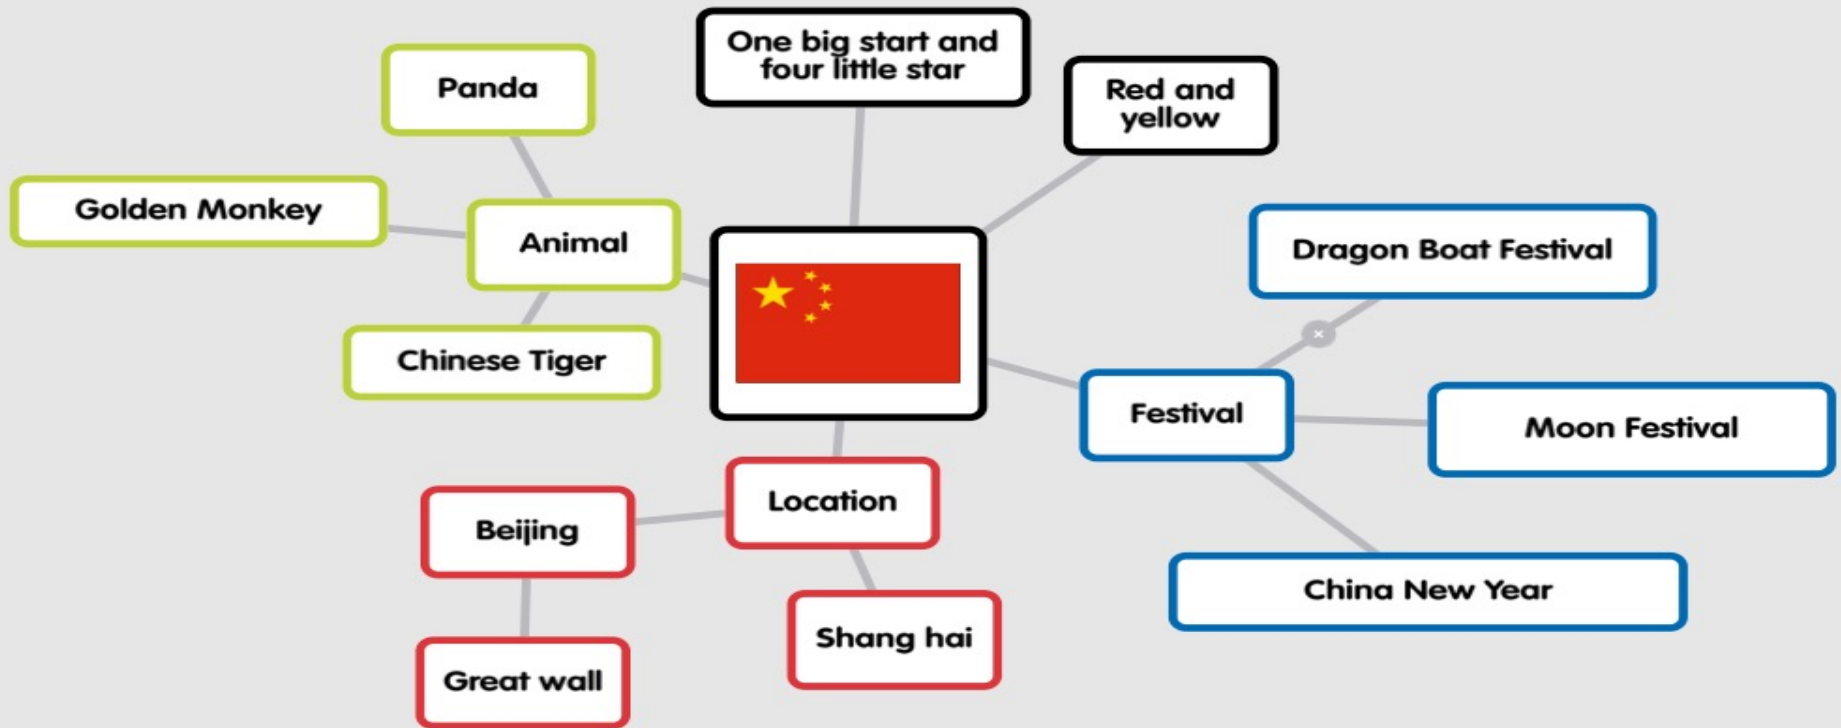 One big start and
four little star
Red and
yellow
Panda
Golden Monkey
Animal
Chinese Tiger
Dragon Boat Festival
Festival
Moon Festival
China New Year
Location
Beijing
Shang hai
Great wall